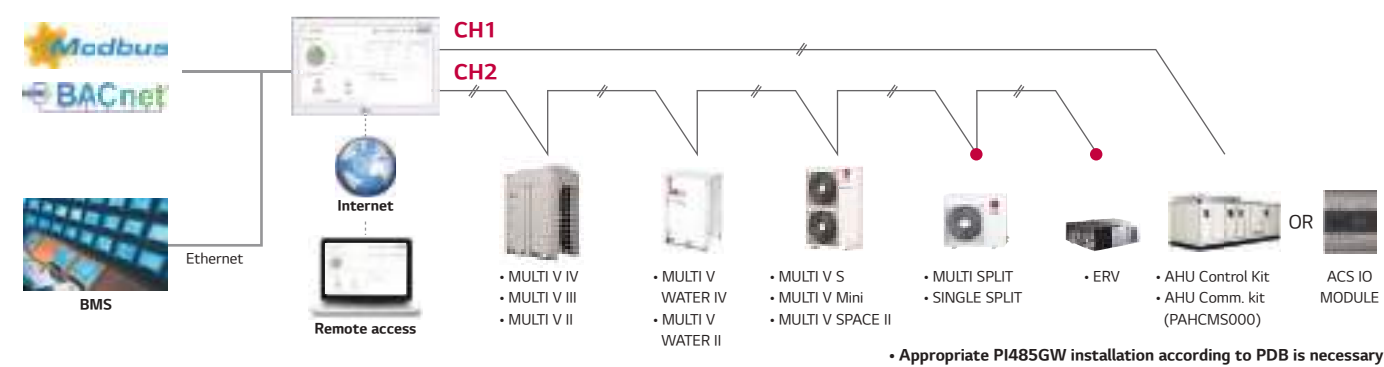 Modbus
BACnet
CH1
CH2
Ethernet
BMS
Internet
Remote access
• MULTI V IV
• MULTI V III
• MULTI V II
• MULTI V
WATER IV
• MULTI V
WATER II
• MULTI V S
• MULTI V Mini
• MULTI V SPACE II
• MULTI SPLIT
• SINGLE SPLIT
• ERV
• AHU Control Kit
• AHU Comm. kit
(PAHCMS000)
OR
ACS IO
MODULE
• Appropriate PI485GW installation according to PDB is necessary